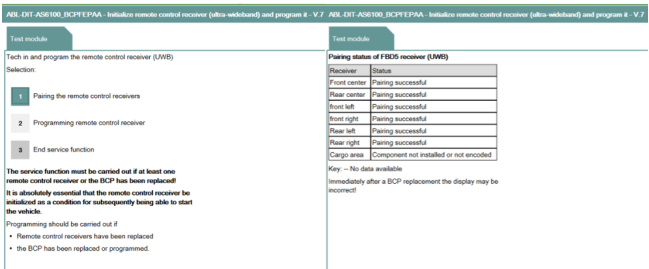 ABL-DIT-AS6100_BCPFEPAA - Initialize remote control receiver (ultra-wideband) and program it - V.7
Test module
Tech in and program the remote control receiver (UWB)
Selection:
1 Pairing the remote control receivers
2 Programming remote control receiver
3 End service function
The service function must be carried out if at least one
remote control receiver or the BCP has been replaced!
It is absolutely essential that the remote control receiver be
initialized as a condition for subsequently being able to start
the vehicle.
Programming should be carried out if
• Remote control receivers have been replaced
• the BCP has been replaced or programmed.
ABL-DIT-AS6100_BCPFEPAA - Initialize remote control receiver (ultra-wideband) and program it - V.7
Test module
Pairing status of FBD5 receiver (UWB)
Receiver Status
Front center Pairing successful
Rear center Pairing successful
front left Pairing successful
front right Pairing successful
Rear left Pairing successful
Rear right Pairing successful
Cargo area Component not installed or not encoded
Key: -- No data available
Immediately after a BCP replacement the display may be
incorrect!